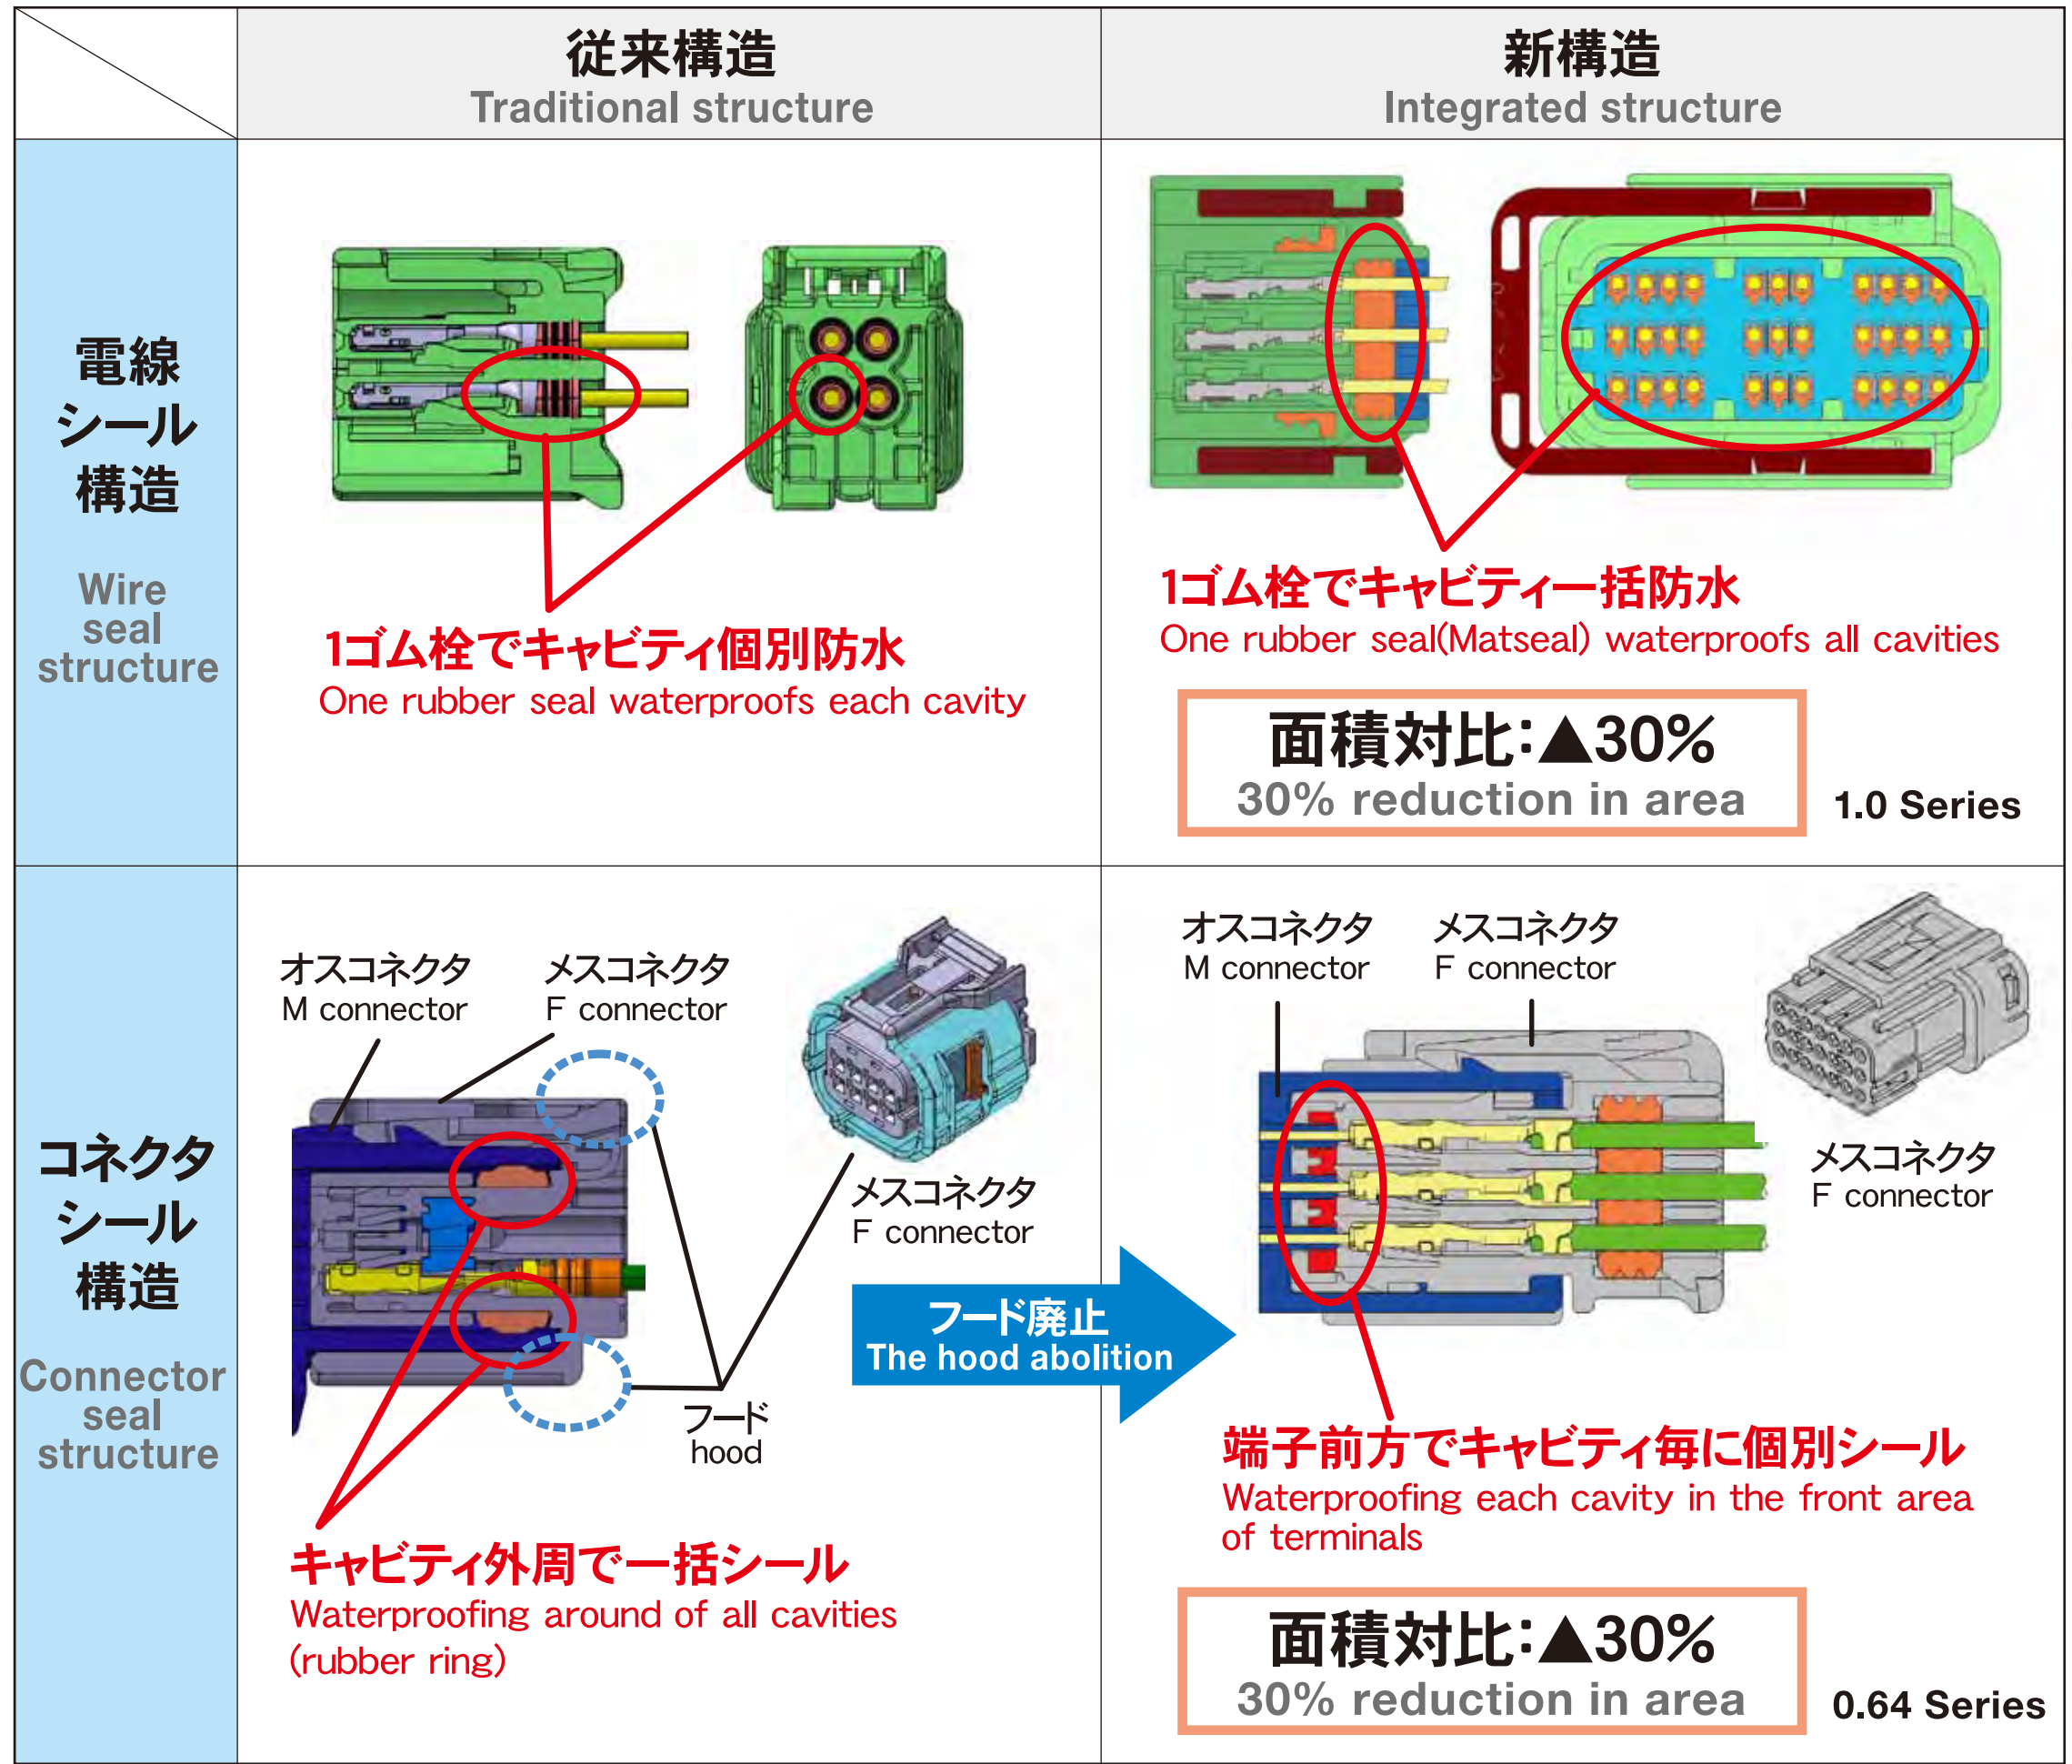 従来構造
Traditional structure
新構造
Integrated structure
電線
シール
構造
Wire
seal
structure
1ゴム栓でキャビティ個別防水
One rubber seal waterproofs each cavity
1ゴム栓でキャビティ一括防水
One rubber seal(Matseal) waterproofs all cavities
面積対比:▲30%
30% reduction in area
1.0 Series
コネクタ
シール
構造
Connector
seal
structure
オスコネクタ
M connector
メスコネクタ
F connector
メスコネクタ
F connector
フード
hood
キャビティ外周で一括シール
Waterproofing around of all cavities
(rubber ring)
フード廃止
The hood abolition
オスコネクタ
M connector
メスコネクタ
F connector
メスコネクタ
F connector
端子前方でキャビティ毎に個別シール
Waterproofing each cavity in the front area
of terminals
面積対比:▲30%
30% reduction in area
0.64 Series